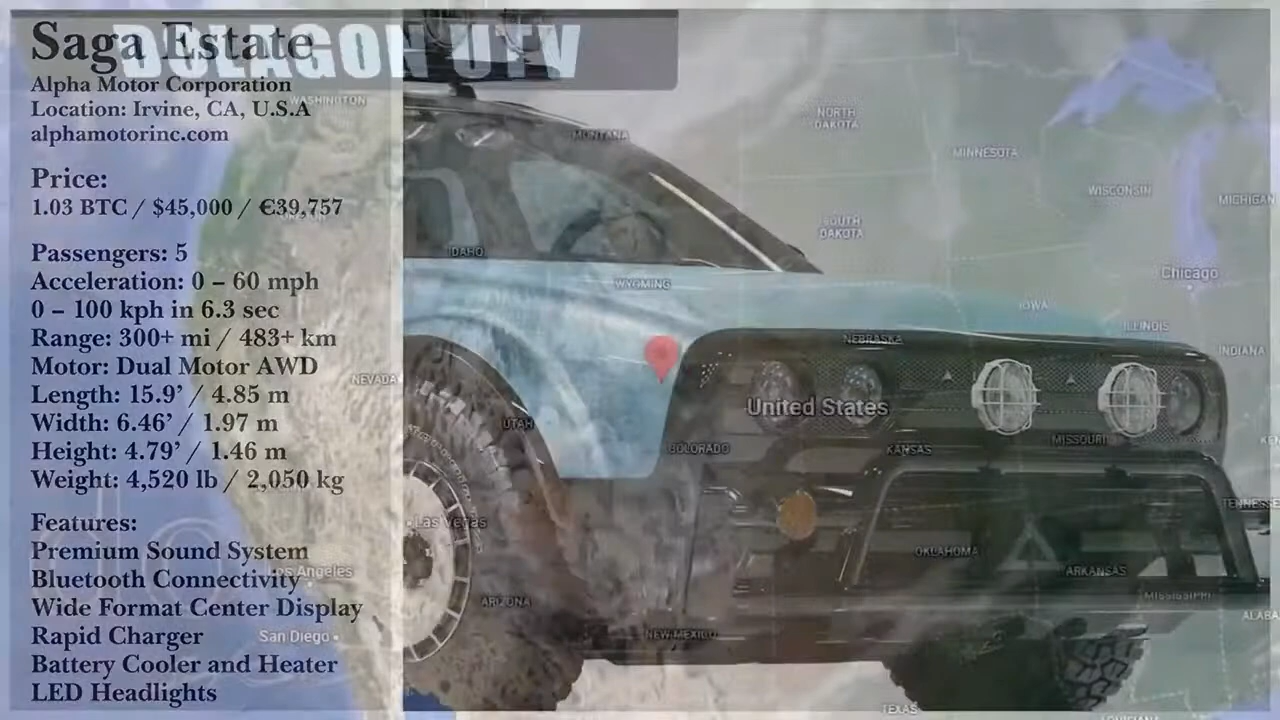 Saga Estate
DOLAGON UTV
Alpha Motor Corporation
Location: Irvine, CA, U.S.A
alphamotorinc.com
Price:
1.03 BTC / $45,000 / €39,757
Passengers: 5
Acceleration: 0 – 60 mph
0 – 100 kph in 6.3 sec
Range: 300+ mi / 483+ km
Motor: Dual Motor AWD
Length: 15.9’ / 4.85 m
Width: 6.46’ / 1.97 m
Height: 4.79’ / 1.46 m
Weight: 4,520 lb / 2,050 kg
Features:
Premium Sound System
Bluetooth Connectivity
Wide Format Center Display
Rapid Charger
Battery Cooler and Heater
LED Headlights
WASHINGTON
MONTANA
NORTH
DAKOTA
MINNESOTA
WISCONSIN
MICHIGAN
SOUTH
DAKOTA
IDAHO
WYOMING
Chicago
IOWA
ILLINOIS
INDIANA
NEBRASKA
NEVADA
United States
UTAH
COLORADO
KANSAS
MISSOURI
Las Vegas
TENNESSE
OKLAHOMA
ARKANSAS
Los Angeles
ARIZONA
MISSISSIPPI
ALABA
San Diego
NEW MEXICO
TEXAS